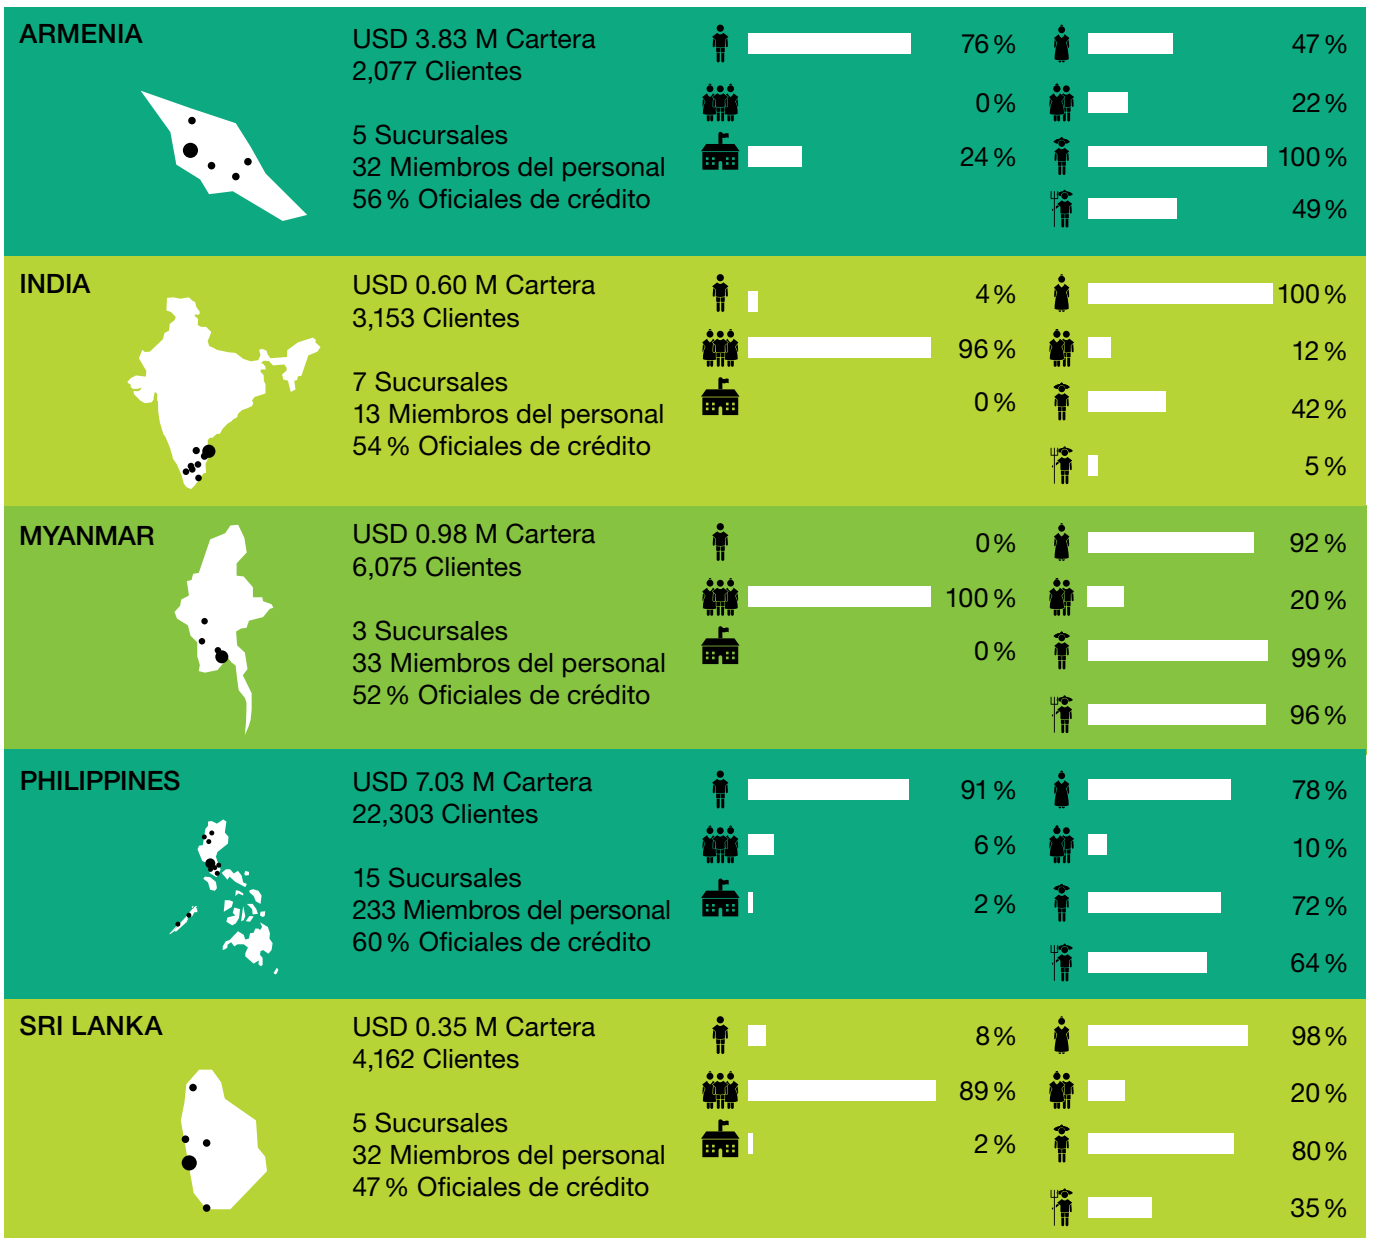 ARMENIA
USD 3.83 M Cartera
2,077 Clientes
5 Sucursales
32 Miembros del personal
56 % Oficiales de crédito
76 %
0 %
24 %
47 %
22 %
100 %
49 %
INDIA
USD 0.60 M Cartera
3,153 Clientes
7 Sucursales
13 Miembros del personal
54 % Oficiales de crédito
4 %
96 %
0 %
100 %
12 %
42 %
5 %
MYANMAR
USD 0.98 M Cartera
6,075 Clientes
3 Sucursales
33 Miembros del personal
52 % Oficiales de crédito
0 %
100 %
0 %
92 %
20 %
99 %
96 %
PHILIPPINES
USD 7.03 M Cartera
22,303 Clientes
15 Sucursales
233 Miembros del personal
60 % Oficiales de crédito
91 %
6 %
2 %
78 %
10 %
72 %
64 %
SRI LANKA
USD 0.35 M Cartera
4,162 Clientes
5 Sucursales
32 Miembros del personal
47 % Oficiales de crédito
8 %
89 %
2 %
98 %
20 %
80 %
35 %